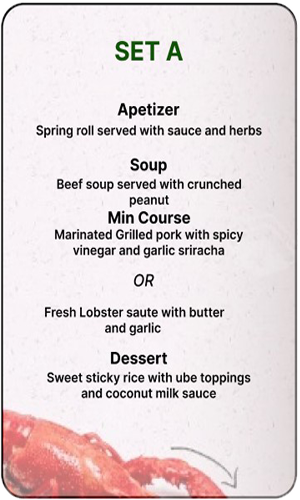 SET A
Apetizer
Spring roll served with sauce and herbs
Soup
Beef soup served with crunched
peanut
Min Course
Marinated Grilled pork with spicy
vinegar and garlic sriracha
OR
Fresh Lobster saute with butter
and garlic
Dessert
Sweet sticky rice with ube toppings
and coconut milk sauce